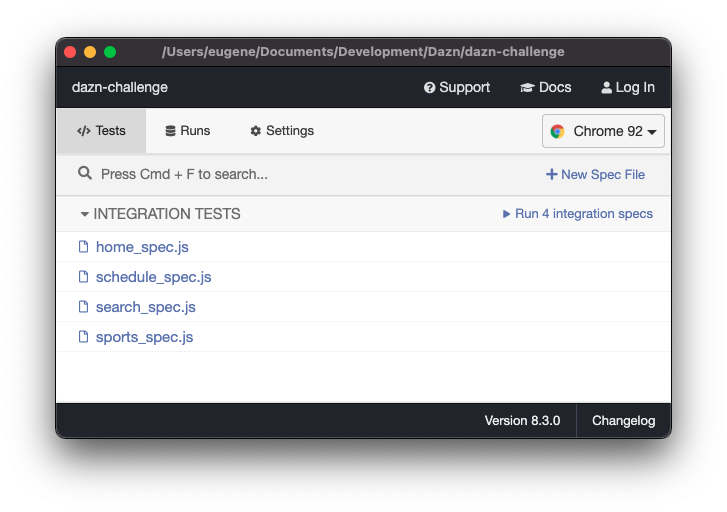 /Users/eugene/Documents/Development/Dazn/dazn-challenge
dazn-challenge Support Docs Log In
Tests Runs Settings Chrome 92
Press Cmd + F to search... New Spec File
INTEGRATION TESTS Run 4 integration specs
home_spec.js
schedule_spec.js
search_spec.js
sports_spec.js
Version 8.3.0 Changelog